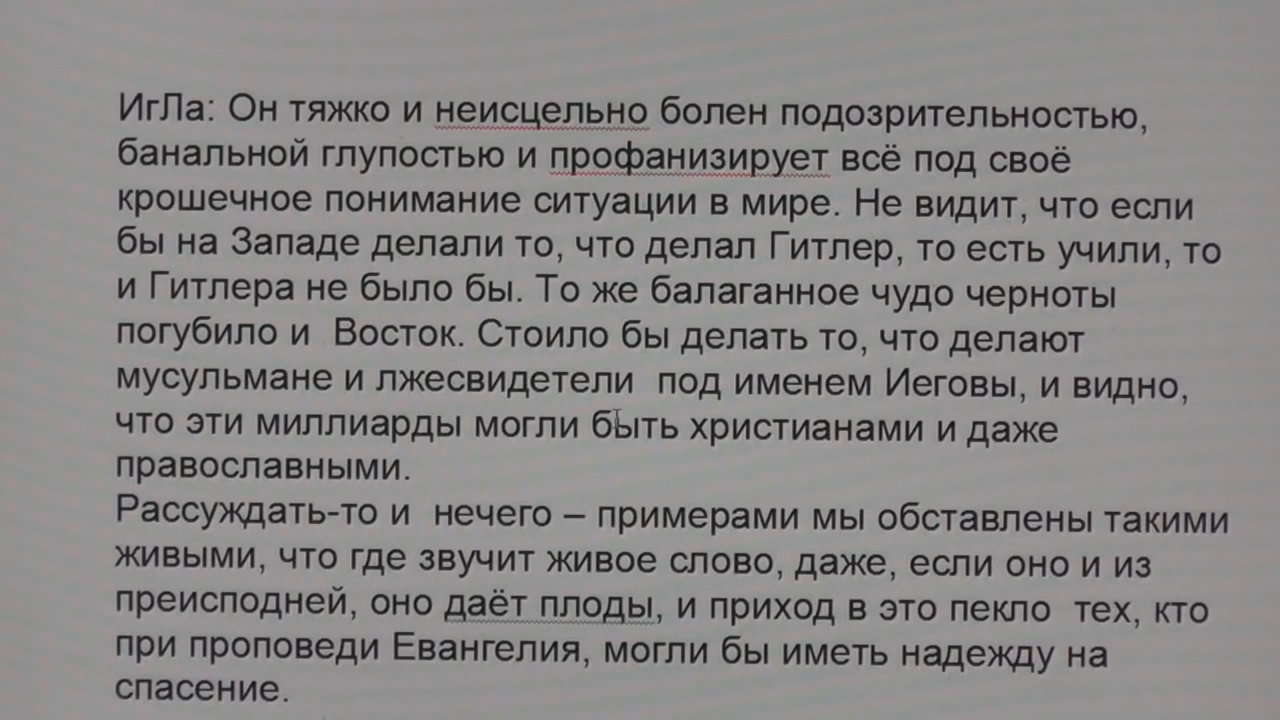 ИгЛа: Он тяжко и неисцельно болен подозрительностью,
банальной глупостью и профанизирует всё под своё
крошечное понимание ситуации в мире. Не видит, что если
бы на Западе делали то, что делал Гитлер, то есть учили, то
и Гитлера не было бы. То же балаганное чудо черноты
погубило и  Восток. Стоило бы делать то, что делают
мусульмане и лжесвидетели  под именем Иеговы, и видно,
что эти миллиарды могли быть христианами и даже
православными.
Рассуждать-то и  нечего – примерами мы обставлены такими
живыми, что где звучит живое слово, даже, если оно и из
преисподней, оно даёт плоды, и приход в это пекло  тех, кто
при проповеди Евангелия, могли бы иметь надежду на
спасение.